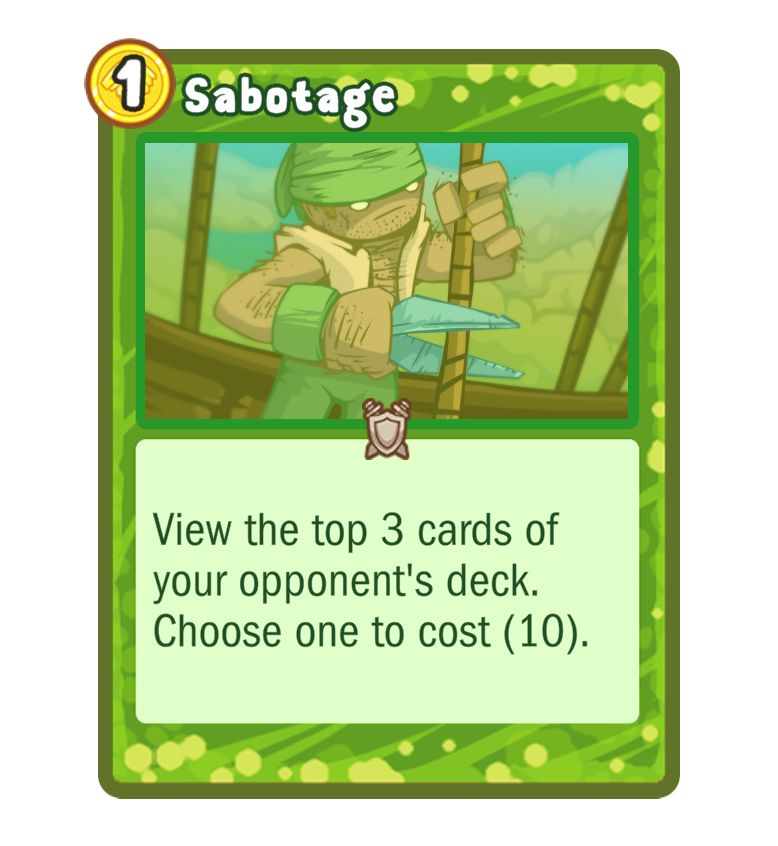 1
Sabotage
View the top 3 cards of
your opponent's deck.
Choose one to cost (10).